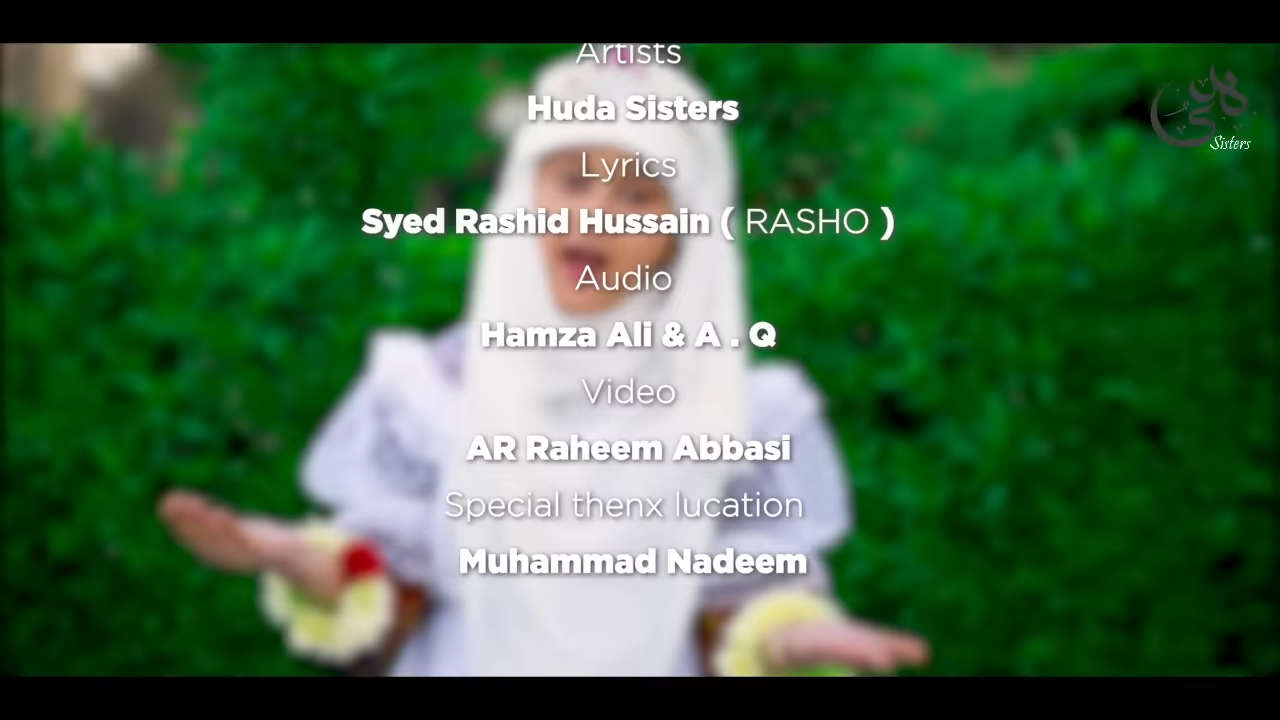 Artists
Huda Sisters
Lyrics
Syed Rashid Hussain ( RASHO )
Audio
Hamza Ali & A . Q
Video
AR Raheem Abbasi
Special thenx lucation
Muhammad Nadeem
Sisters